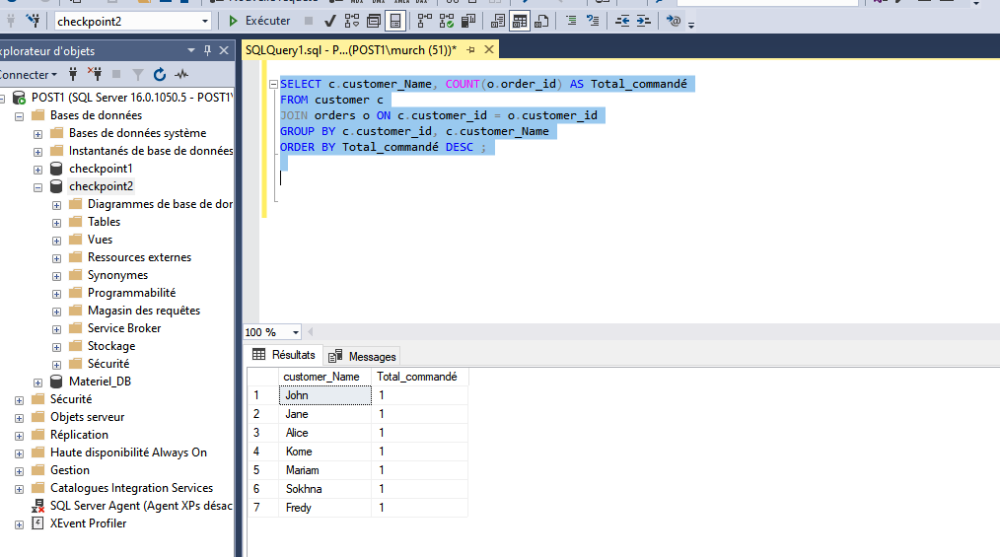 checkpoint2
Exécuter
SQLQuery1.sql - P...(POST1\murch (51))*
Explorateur d'objets
Connecter
POST1 (SQL Server 16.0.1050.5 - POST1\
Bases de données
Bases de données système
Instantanés de base de données
checkpoint1
checkpoint2
Diagrammes de base de don
Tables
Vues
Ressources externes
Synonymes
Programmabilité
Magasin des requêtes
Service Broker
Stockage
Sécurité
Materiel_DB
Sécurité
Objets serveur
Réplication
Haute disponibilité Always On
Gestion
Catalogues Integration Services
SQL Server Agent (Agent XPs désac
XEvent Profiler
SELECT c.customer_Name, COUNT(o.order_id) AS Total_commandé
FROM customer c
JOIN orders o ON c.customer_id = o.customer_id
GROUP BY c.customer_id, c.customer_Name
ORDER BY Total_commandé DESC ;
100 %
Résultats Messages
customer_Name Total_commandé
1 John 1
2 Jane 1
3 Alice 1
4 Kome 1
5 Mariam 1
6 Sokhna 1
7 Fredy 1